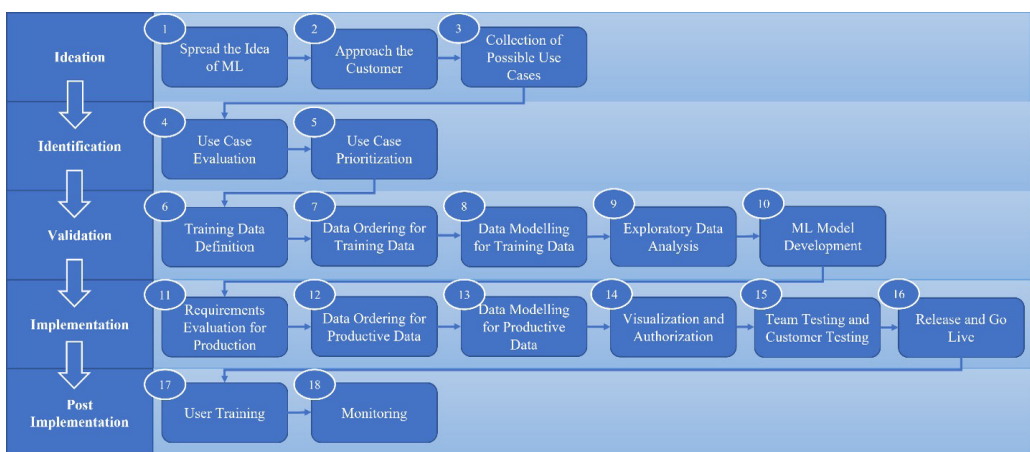 Ideation
1
Spread the Idea
of ML
2
Approach the
Customer
3
Collection of
Possible Use
Cases
Identification
4
Use Case
Evaluation
5
Use Case
Prioritization
Validation
6
Training Data
Definition
7
Data Ordering for
Training Data
8
Data Modelling
for Training Data
9
Exploratory Data
Analysis
10
ML Model
Development
Implementation
11
Requirements
Evaluation for
Production
12
Data Ordering for
Productive Data
13
Data Modelling
for Productive
Data
14
Visualization and
Authorization
15
Team Testing and
Customer Testing
16
Release and Go
Live
Post
Implementation
17
User Training
18
Monitoring